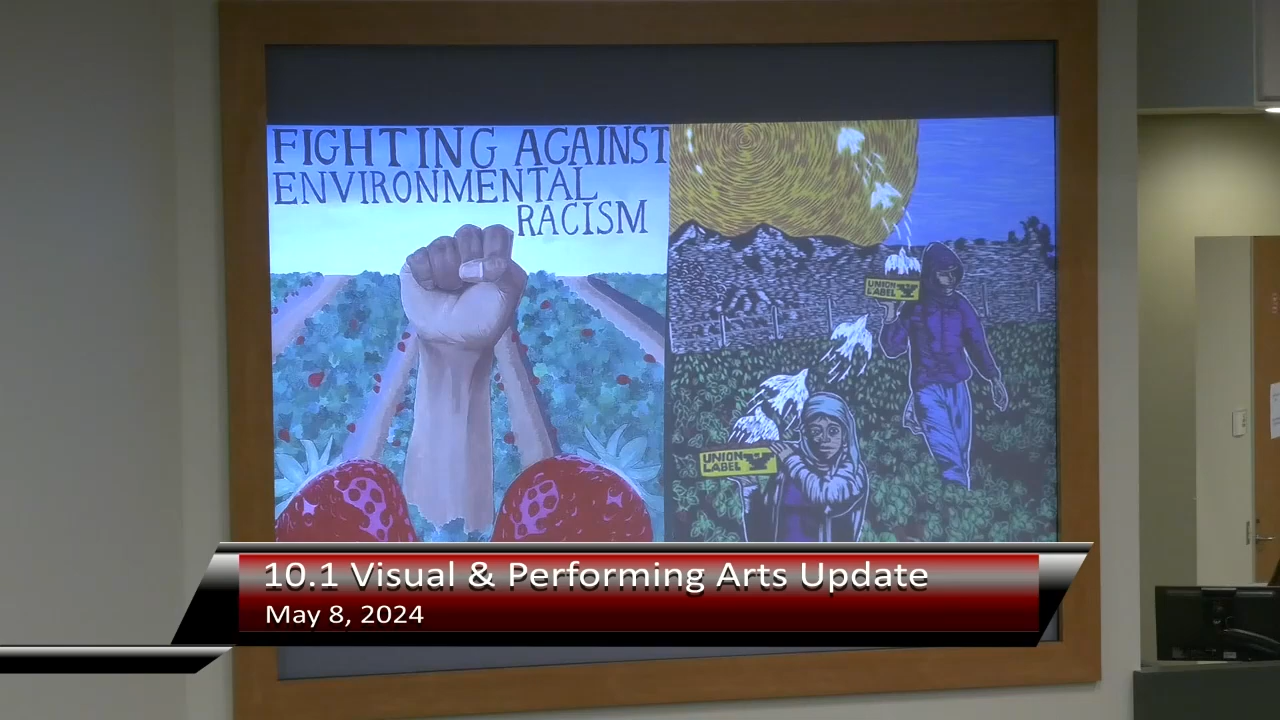 FIGHTING AGAINST
ENVIRONMENTAL
RACISM
UNION
LABEL
UNION
LABEL
10.1 Visual & Performing Arts Update
May 8, 2024